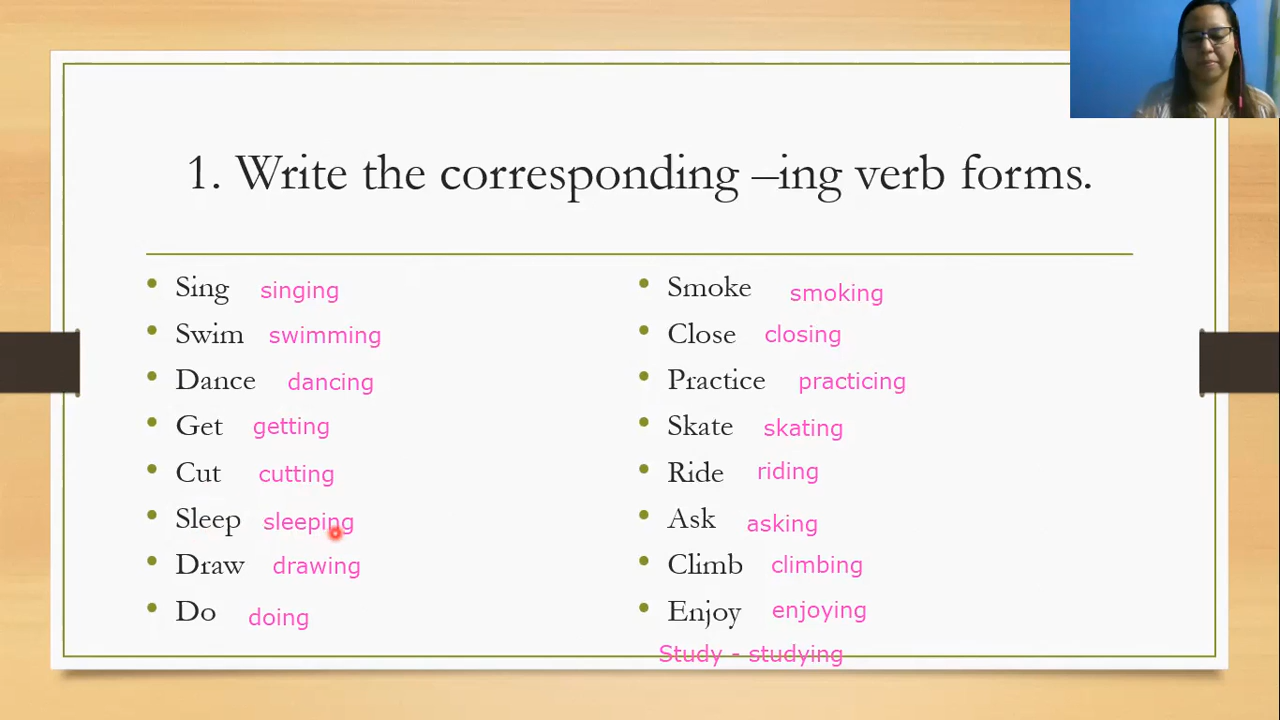 1. Write the corresponding –ing verb forms.
• Sing singing
• Swim swimming
• Dance dancing
• Get getting
• Cut cutting
• Sleep sleeping
• Draw drawing
• Do doing
• Smoke smoking
• Close closing
• Practice practicing
• Skate skating
• Ride riding
• Ask asking
• Climb climbing
• Enjoy enjoying
Study - studying